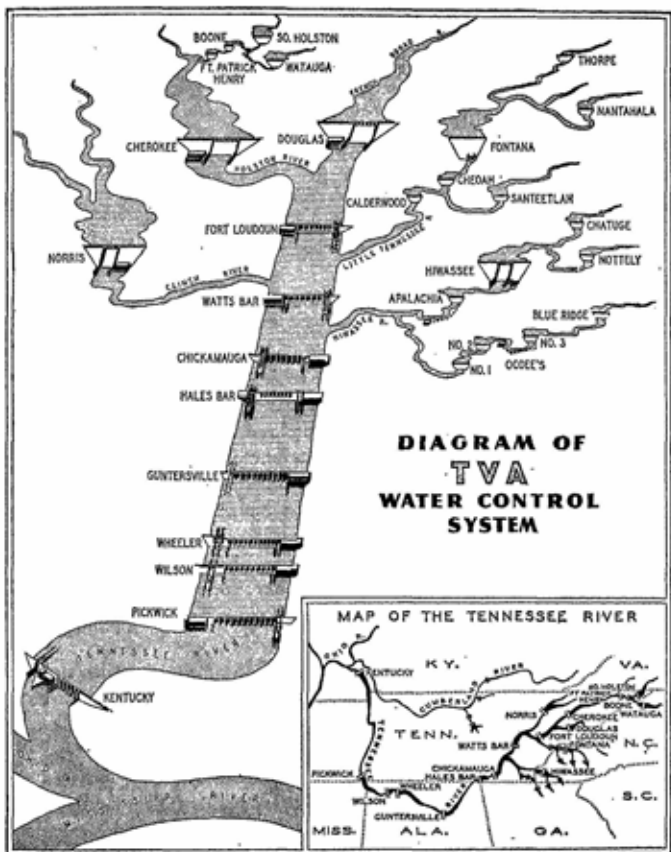 SO. HOLSTON
BOONE
FT. PATRICK
HENRY
WATAUGA
BROAD R.
THORPE
NANTAHALA
CHEROKEE
DOUGLAS
FONTANA
HOLSTON RIVER
CHEOAH
CALDERWOOD
SANTEETLAH
FORT LOUDOUN
LITTLE TENNESSEE R.
CHATUGE
NORRIS
HIWASSEE
NOTTELY
CLINCH RIVER
WATTS BAR
APALACHIA
BLUE RIDGE
HIWASSEE R.
NO. 2
NO. 3
OCOEE'S
NO. 1
CHICKAMAUGA
HALES BAR
DIAGRAM OF
TVA
WATER CONTROL
SYSTEM
GUNTERSVILLE
WHEELER
WILSON
PICKWICK
TENNESSEE RIVER
KENTUCKY
RIVER
MAP OF THE TENNESSEE RIVER
OHIO R.
KENTUCKY
KY.
VA.
CUMBERLAND RIVER
SO. HOLSTON
FT. PATRICK
HENRY
BOONE
WATAUGA
NORRIS
CHEROKEE
DOUGLAS
TENN.
FORT LOUDOUN
FONTANA
N.C.
WATTS BAR
TENNESSEE
CHICKAMAUGA
HALES BAR
HIWASSEE
PICKWICK
S.C.
WHEELER
WILSON
RIVER
GUNTERSVILLE
MISS.
ALA.
GA.